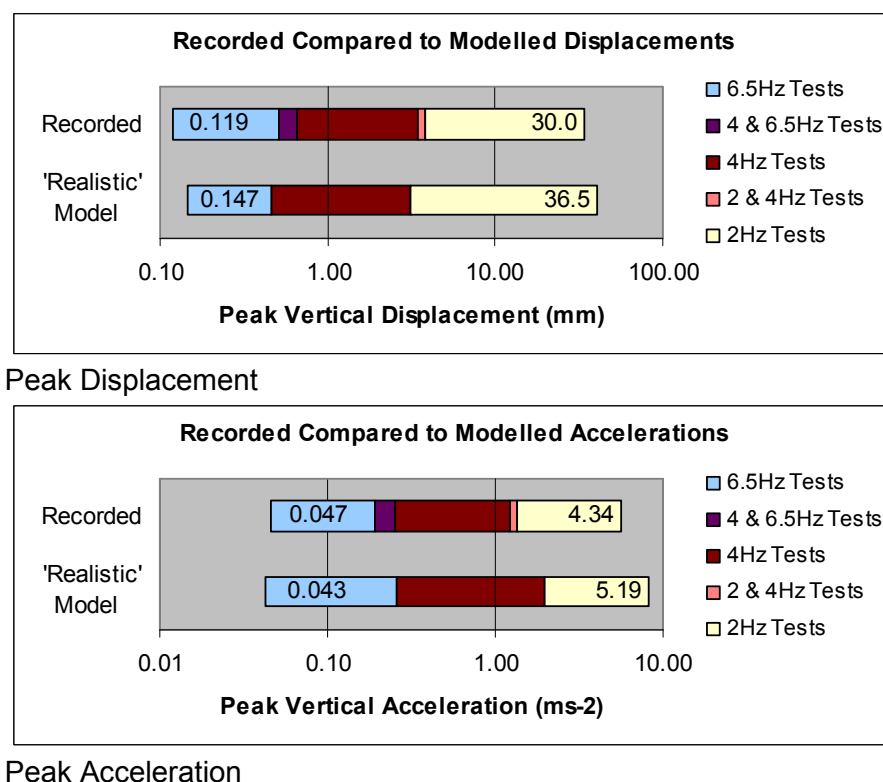 Recorded Compared to Modelled Displacements
Recorded
'Realistic'
Model
0.119
30.0
0.147
36.5
0.10
1.00
10.00
100.00
Peak Vertical Displacement (mm)
6.5Hz Tests
4 & 6.5Hz Tests
4Hz Tests
2 & 4Hz Tests
2Hz Tests
Peak Displacement
Recorded Compared to Modelled Accelerations
Recorded
'Realistic'
Model
0.047
4.34
0.043
5.19
0.01
0.10
1.00
10.00
Peak Vertical Acceleration (ms-2)
6.5Hz Tests
4 & 6.5Hz Tests
4Hz Tests
2 & 4Hz Tests
2Hz Tests
Peak Acceleration